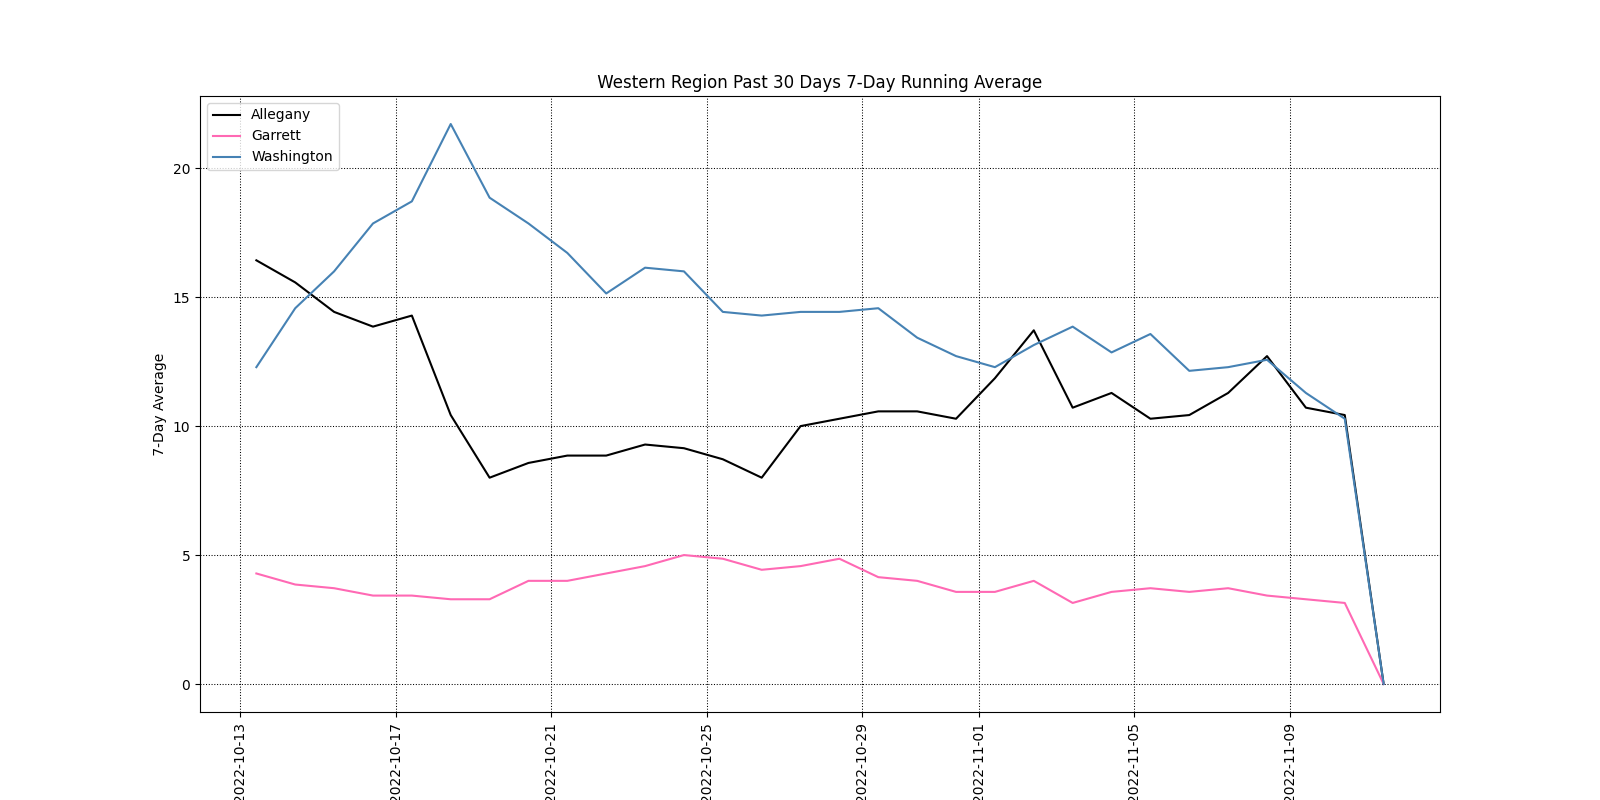 Western Region Past 30 Days 7-Day Running Average
Allegany
Garrett
Washington
7-Day Average
20
15
10
5
0
2022-10-13
2022-10-17
2022-10-21
2022-10-25
2022-10-29
2022-11-01
2022-11-05
2022-11-09